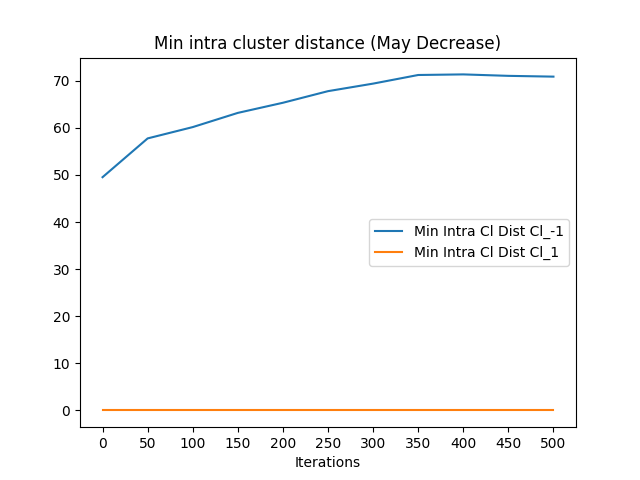 Min intra cluster distance (May Decrease)
70
60
50
40
30
20
10
0
Min Intra Cl Dist Cl_-1
Min Intra Cl Dist Cl_1
0 50 100 150 200 250 300 350 400 450 500
Iterations